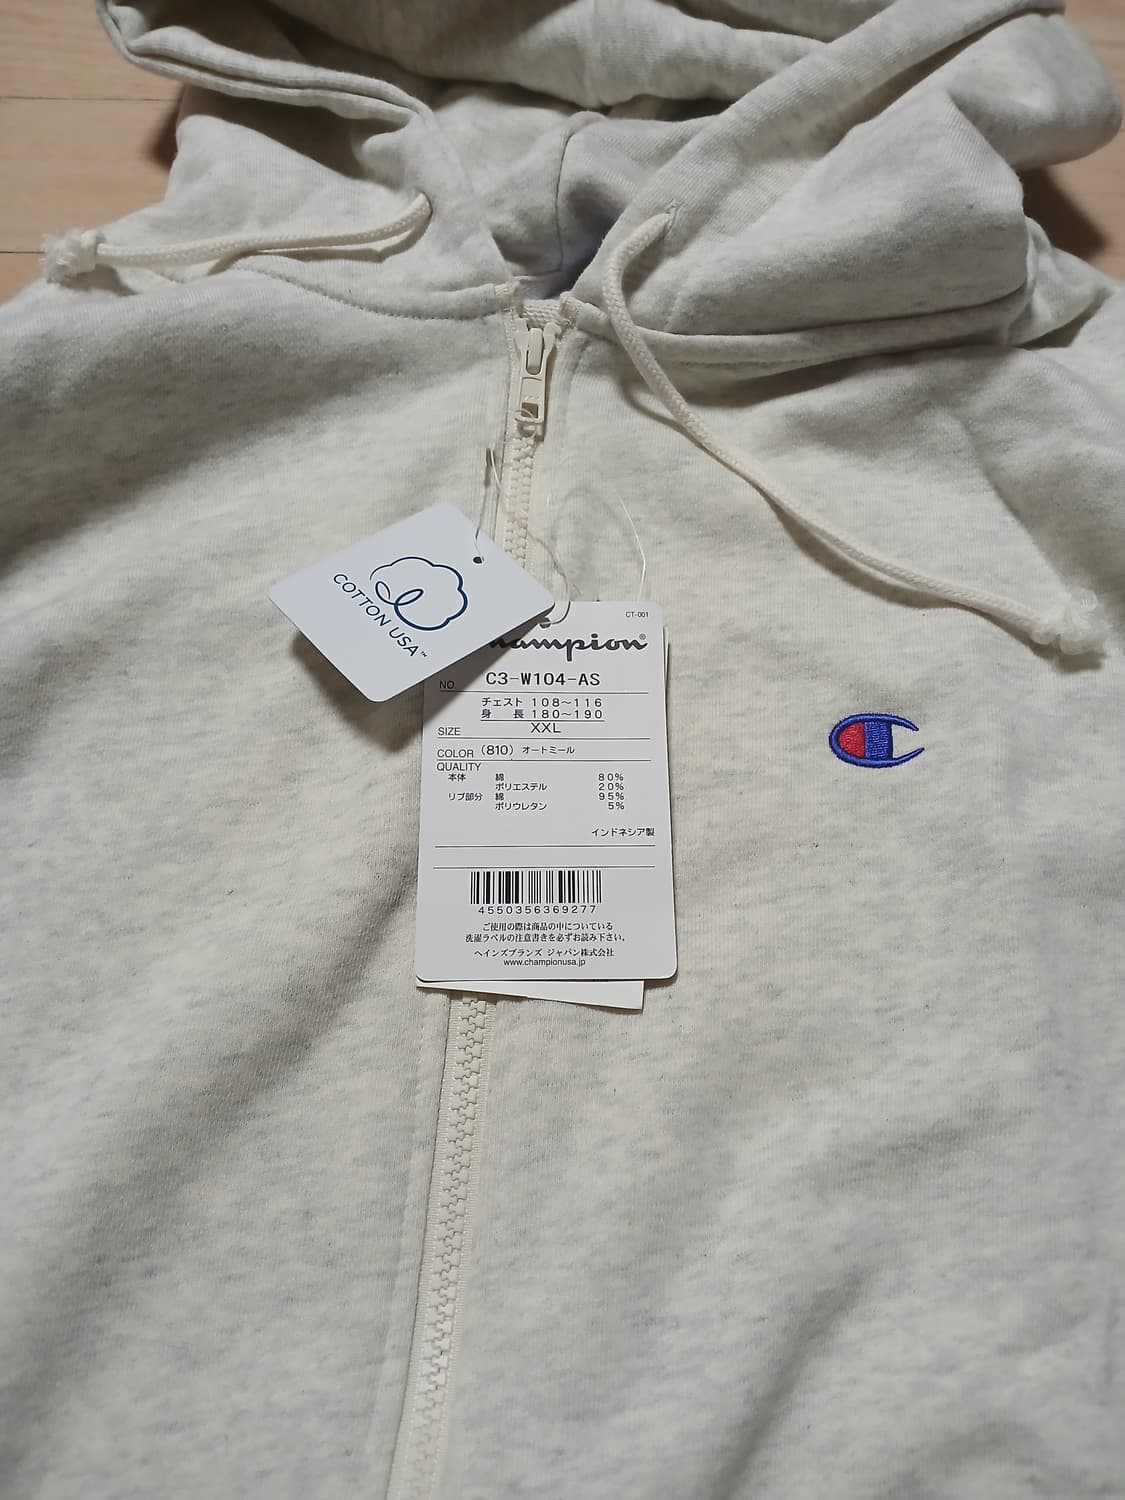 COTTON USA™
CT-001
Champion®
NO. C3-W104-AS
チェスト 108～116
身 長 180～190
SIZE XXL
COLOR (810) オートミール
QUALITY
本体 綿 80%
ポリエステル 20%
リブ部分 綿 95%
ポリウレタン 5%
インドネシア製
4550356369277
ご使用の際は商品の中についている
洗濯ラベルの注意書きを必ずお読み下さい。
ヘインズブランズ ジャパン株式会社
www.championusa.jp